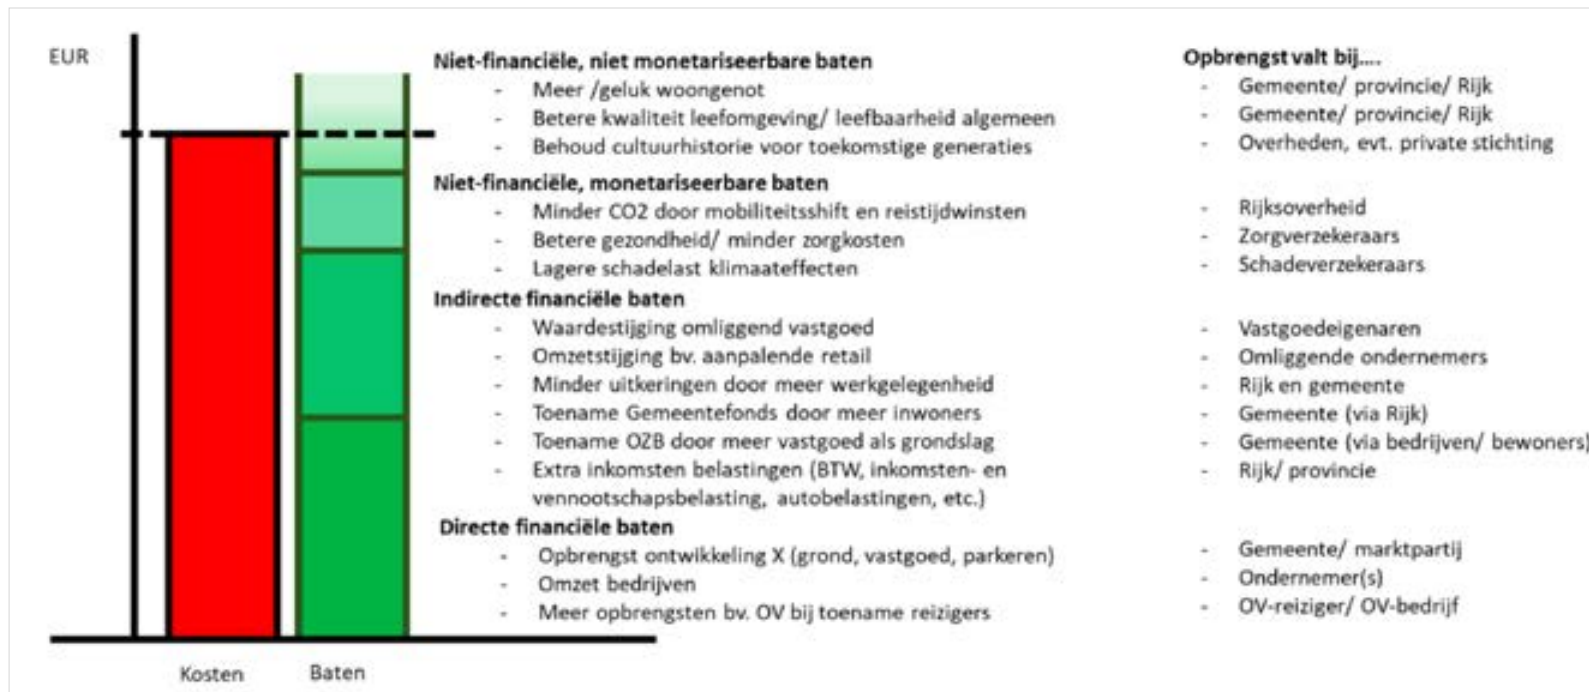 EUR
Niet-financiële, niet monetariseerbare baten
- Meer /geluk woongenot
- Betere kwaliteit leefomgeving/ leefbaarheid algemeen
- Behoud cultuurhistorie voor toekomstige generaties
Niet-financiële, monetariseerbare baten
- Minder CO2 door mobiliteitsshift en reistijdwinsten
- Betere gezondheid/ minder zorgkosten
- Lagere schadelast klimaateffecten
Indirecte financiële baten
- Waardestijging omliggend vastgoed
- Omzetstijging bv. aanpalende retail
- Minder uitkeringen door meer werkgelegenheid
- Toename Gemeentefonds door meer inwoners
- Toename OZB door meer vastgoed als grondslag
- Extra inkomsten belastingen (BTW, inkomsten- en
vennootschapsbelasting, autobelastingen, etc.)
Directe financiële baten
- Opbrengst ontwikkeling X (grond, vastgoed, parkeren)
- Omzet bedrijven
- Meer opbrengsten bv. OV bij toename reizigers
Opbrengst valt bij....
- Gemeente/ provincie/ Rijk
- Gemeente/ provincie/ Rijk
- Overheden, evt. private stichting
- Rijksoverheid
- Zorgverzekeraars
- Schadeverzekeraars
- Vastgoedeigenaren
- Omliggende ondernemers
- Rijk en gemeente
- Gemeente (via Rijk)
- Gemeente (via bedrijven/ bewoners)
- Rijk/ provincie
- Gemeente/ marktpartij
- Ondernemer(s)
- OV-reiziger/ OV-bedrijf
Kosten
Baten